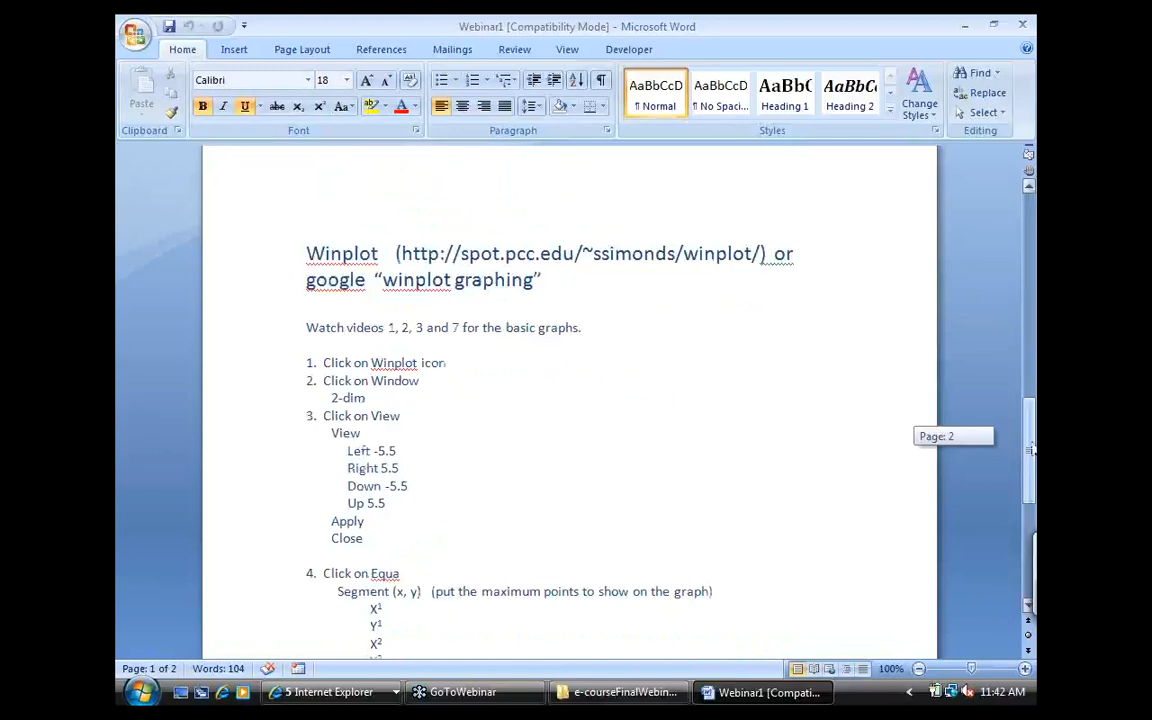 Webinar1 [Compatibility Mode] - Microsoft Word
Home Insert Page Layout References Mailings Review View Developer
Calibri 18 AaBbCcD AaBbCcD AaBbC AaBbCc Find
Paste Replace
B I U abc x₂ x² Aa A Normal No Spaci... Heading 1 Heading 2 Change Styles Select
Clipboard Font Paragraph Styles Editing
Winplot (http://spot.pcc.edu/~ssimonds/winplot/) or
google “winplot graphing”
Watch videos 1, 2, 3 and 7 for the basic graphs.
1. Click on Winplot icon
2. Click on Window
2-dim
3. Click on View
View
Left -5.5
Right 5.5
Down -5.5
Up 5.5
Apply
Close
4. Click on Equa
Segment (x, y) (put the maximum points to show on the graph)
X¹
Y¹
X²
Page: 2
Page: 1 of 2 Words: 104 100%
5 Internet Explorer GoToWebinar e-courseFinalWebin... Webinar1 [Compati... 11:42 AM